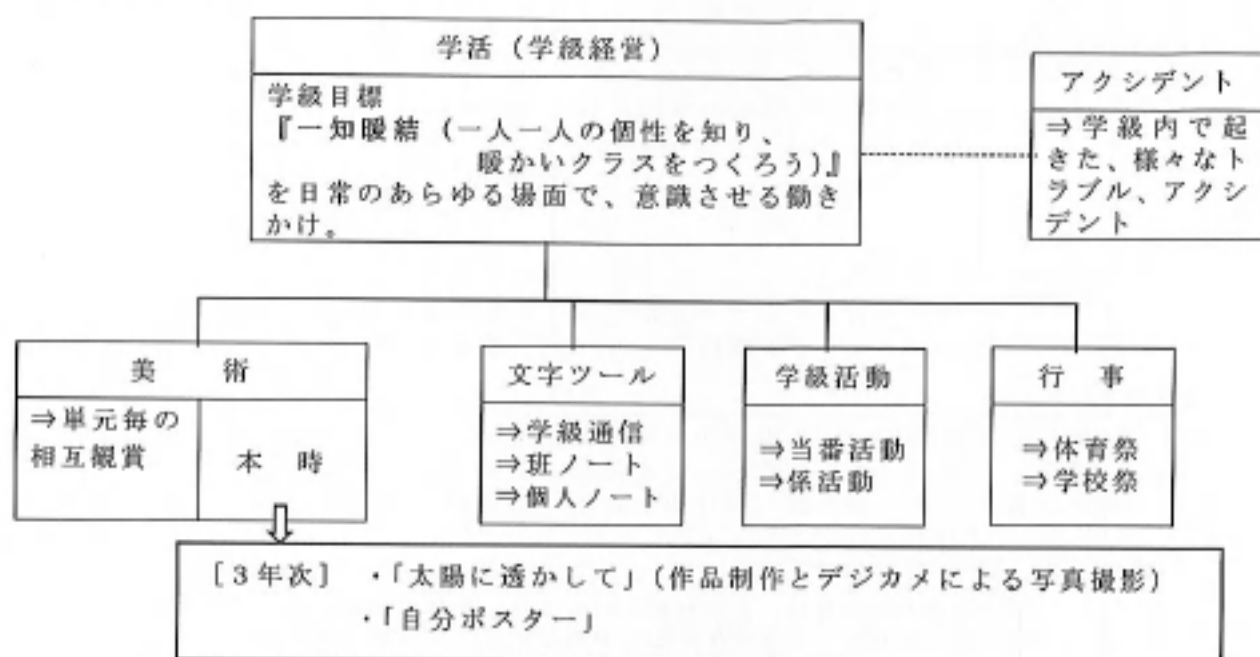 学活（学級経営）
学級目標
『一知暖結（一人一人の個性を知り、
暖かいクラスをつくろう)』
を日常のあらゆる場面で、意識させる働き
かけ。
アクシデント
⇒学級内で起
きた、様々なト
ラブル、アクシ
デント
美　術
⇒単元毎の
相互観賞
本　時
文字ツール
⇒学級通信
⇒班ノート
⇒個人ノート
学級活動
⇒当番活動
⇒係活動
行　事
⇒体育祭
⇒学校祭
［3年次］　・「太陽に透かして」（作品制作とデジカメによる写真撮影）
・「自分ポスター」